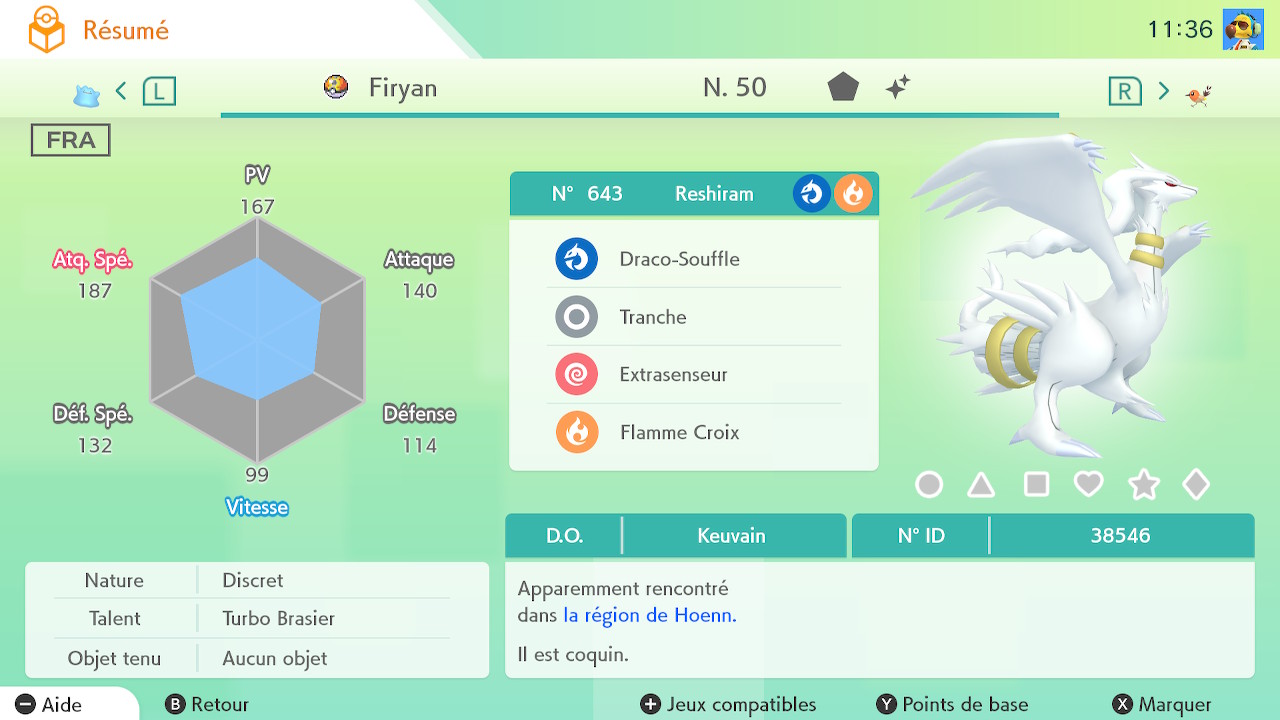 Résumé
11:36
L
Firyan
N. 50
R
FRA
PV
167
Atq. Spé.
187
Attaque
140
Déf. Spé.
132
Défense
114
99
Vitesse
N° 643 Reshiram
Draco-Souffle
Tranche
Extrasenseur
Flamme Croix
D.O. Keuvain
N° ID 38546
Nature Discret
Talent Turbo Brasier
Objet tenu Aucun objet
Apparemment rencontré
dans la région de Hoenn.
Il est coquin.
Aide
B Retour
Jeux compatibles
Y Points de base
X Marquer